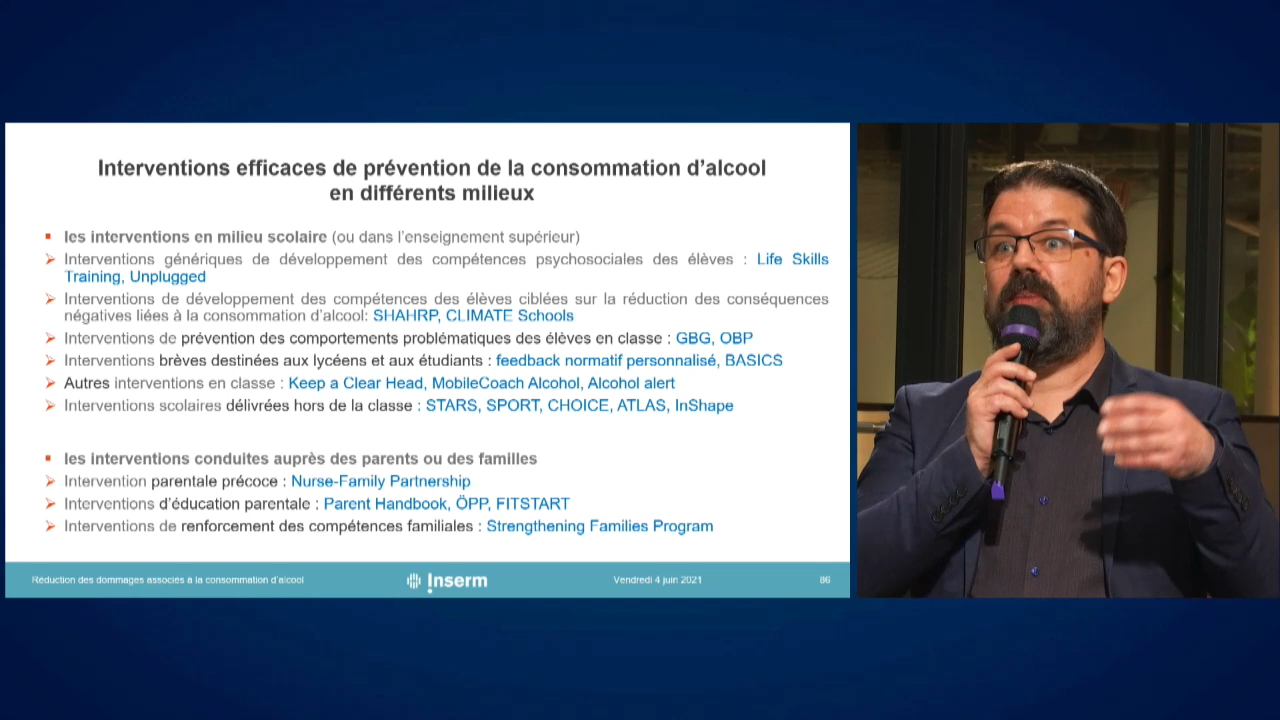 Interventions efficaces de prévention de la consommation d'alcool
en différents milieux
les interventions en milieu scolaire (ou dans l'enseignement supérieur)
Interventions génériques de développement des compétences psychosociales des élèves : Life Skills
Training, Unplugged
Interventions de développement des compétences des élèves ciblées sur la réduction des conséquences
négatives liées à la consommation d'alcool: SHAHRP, CLIMATE Schools
Interventions de prévention des comportements problématiques des élèves en classe : GBG, OBP
Interventions brèves destinées aux lycéens et aux étudiants : feedback normatif personnalisé, BASICS
Autres interventions en classe : Keep a Clear Head, MobileCoach Alcohol, Alcohol alert
Interventions scolaires délivrées hors de la classe : STARS, SPORT, CHOICE, ATLAS, InShape
les interventions conduites auprès des parents ou des familles
Intervention parentale précoce : Nurse-Family Partnership
Interventions d'éducation parentale : Parent Handbook, ÖPP, FITSTART
Interventions de renforcement des compétences familiales : Strengthening Families Program
Réduction des dommages associés à la consommation d'alcool
Inserm
Vendredi 4 juin 2021
86